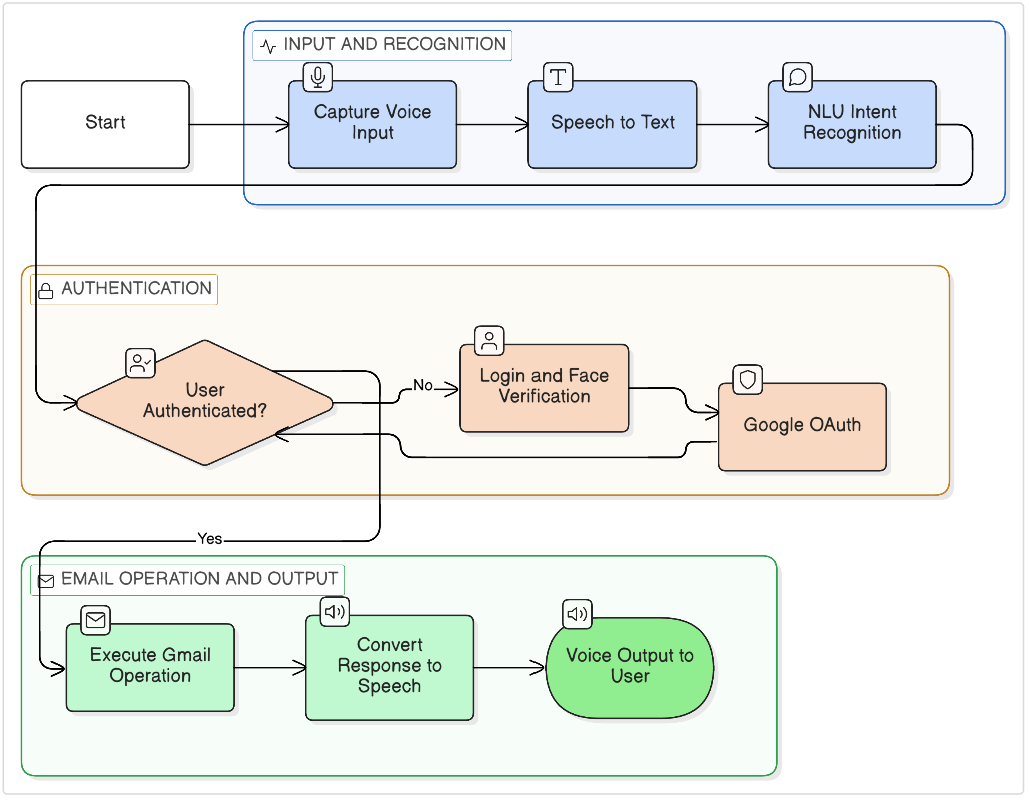 INPUT AND RECOGNITION
Start
Capture Voice
Input
Speech to Text
NLU Intent
Recognition
AUTHENTICATION
User
Authenticated?
No
Login and Face
Verification
Google OAuth
Yes
EMAIL OPERATION AND OUTPUT
Execute Gmail
Operation
Convert
Response to
Speech
Voice Output to
User